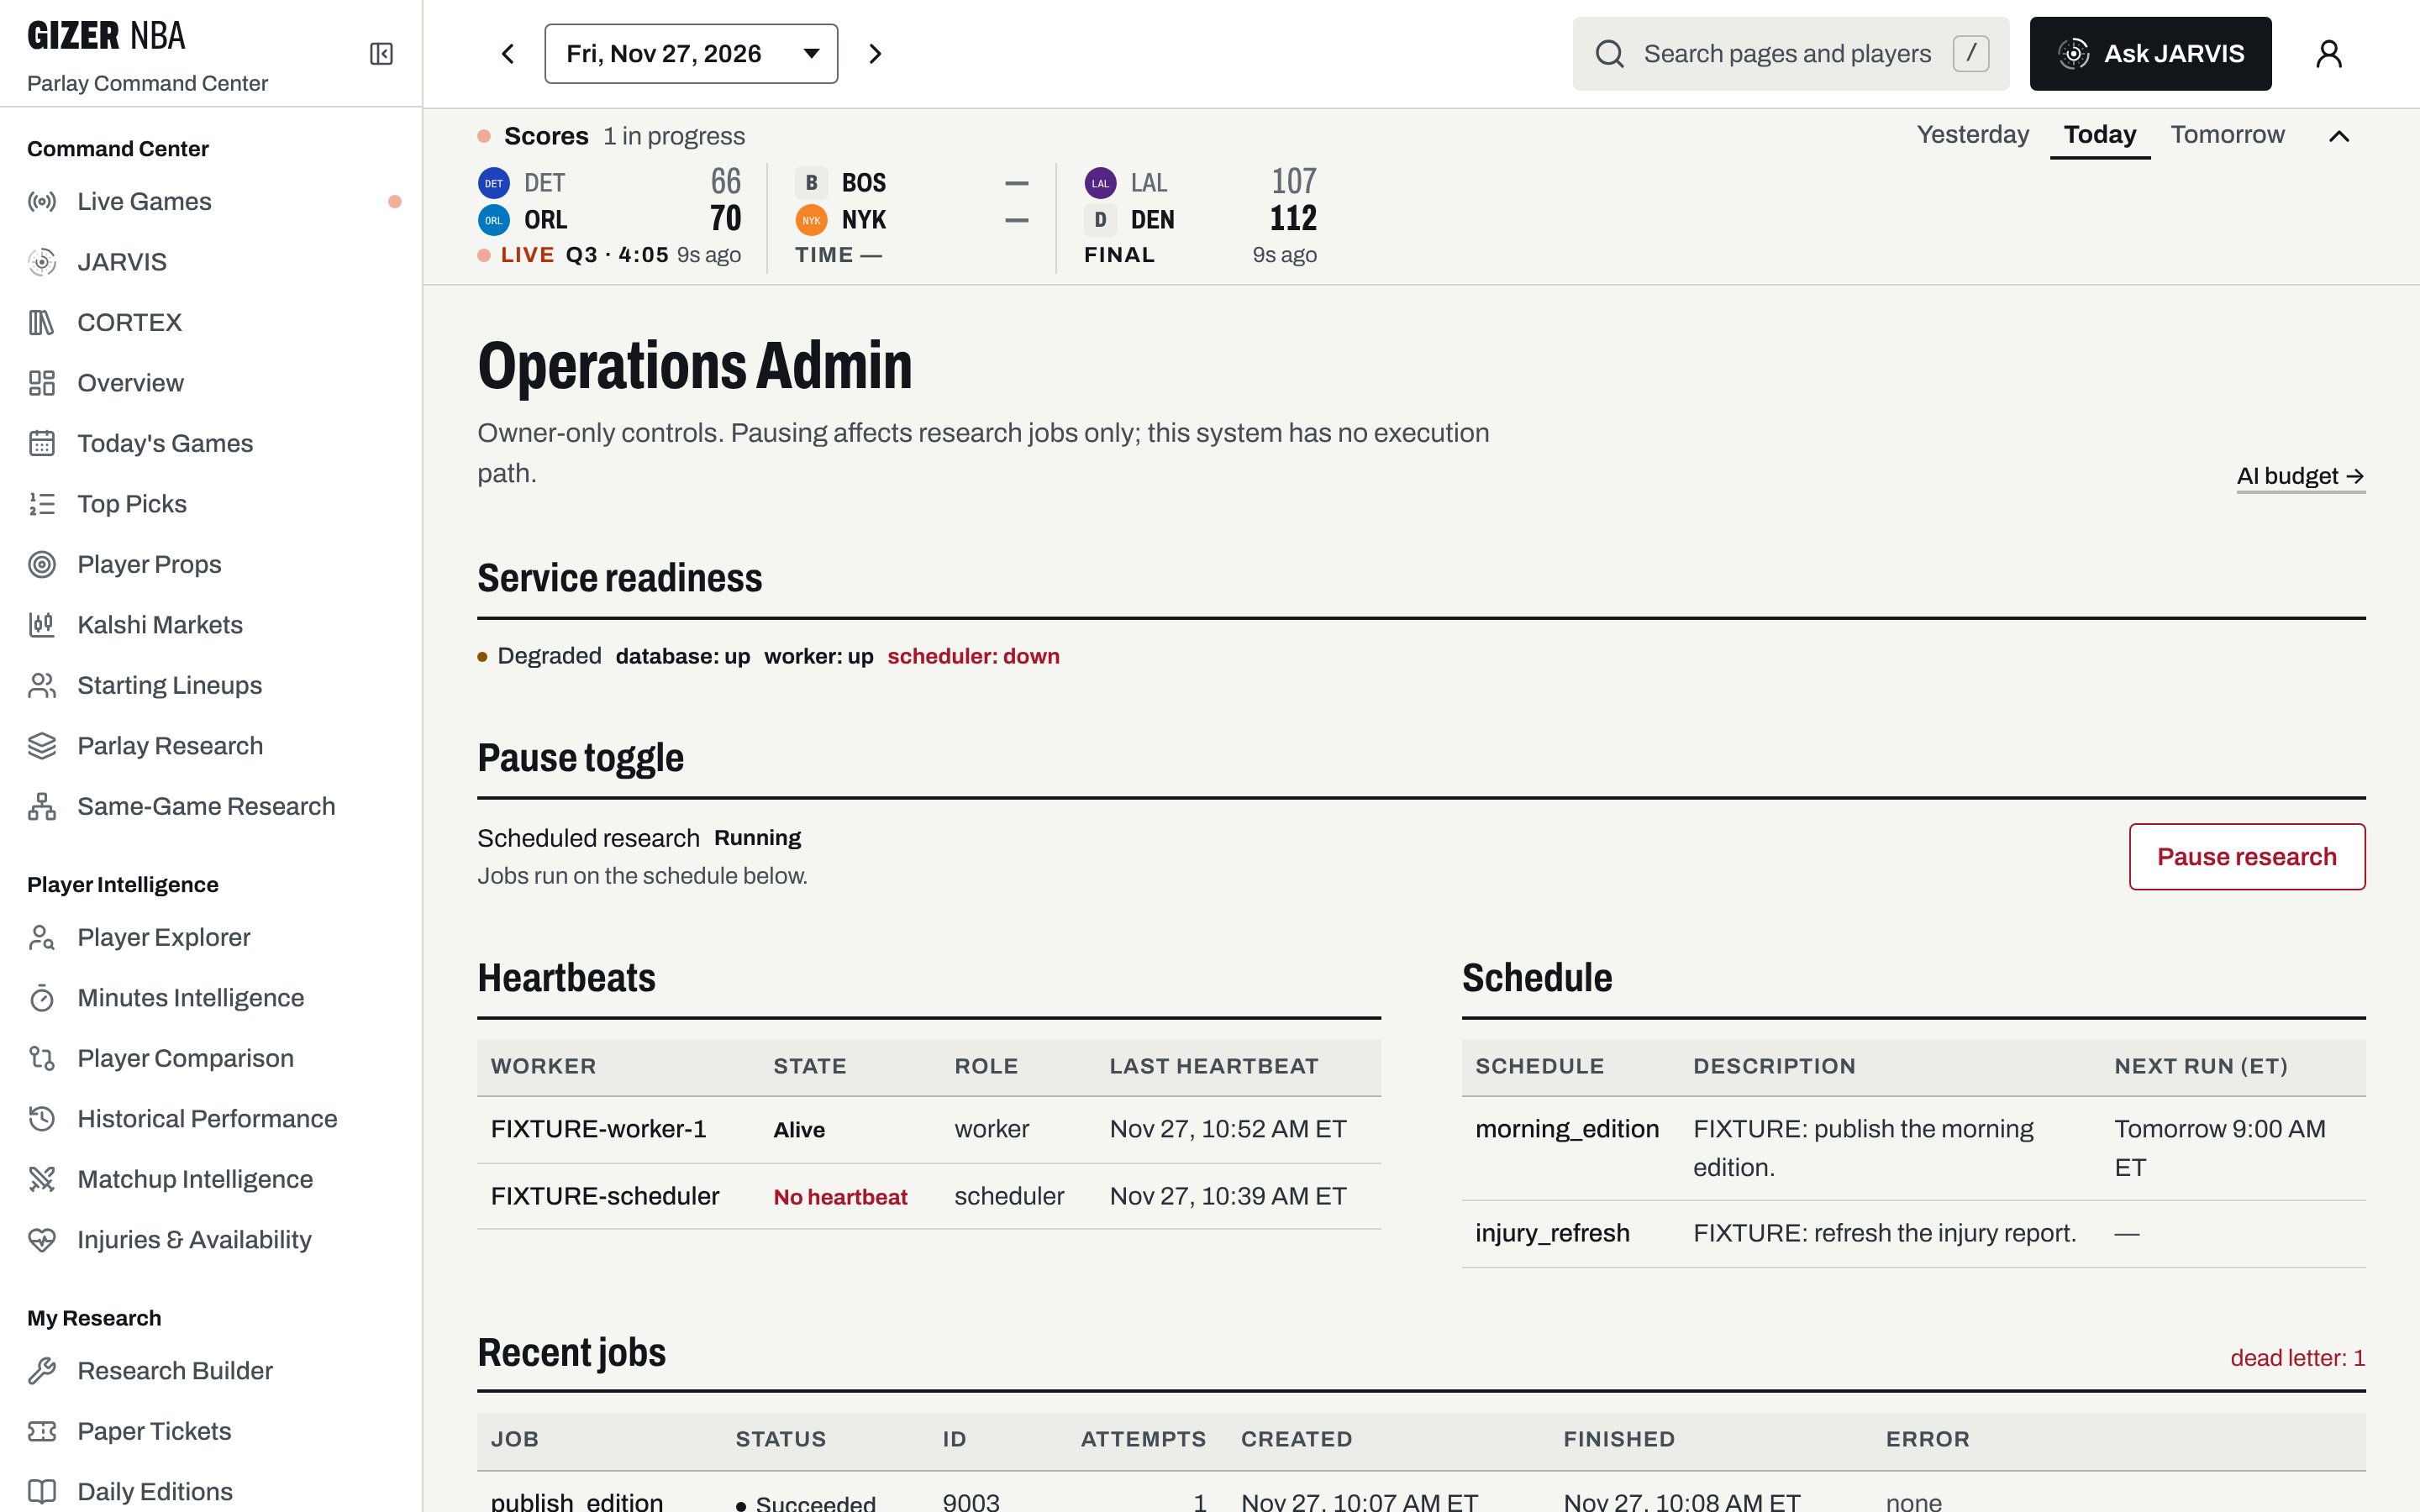 GIZER NBA
Parlay Command Center
Fri, Nov 27, 2026
Search pages and players /
Ask JARVIS
Command Center
Live Games
JARVIS
CORTEX
Overview
Today's Games
Top Picks
Player Props
Kalshi Markets
Starting Lineups
Parlay Research
Same-Game Research
Player Intelligence
Player Explorer
Minutes Intelligence
Player Comparison
Historical Performance
Matchup Intelligence
Injuries & Availability
My Research
Research Builder
Paper Tickets
Daily Editions
Scores 1 in progress
Yesterday Today Tomorrow
DET DET 66
ORL ORL 70
LIVE Q3 · 4:05 9s ago
B BOS —
NYK NYK —
TIME —
LAL LAL 107
D DEN 112
FINAL 9s ago
Operations Admin
Owner-only controls. Pausing affects research jobs only; this system has no execution
path.
AI budget →
Service readiness
Degraded database: up worker: up scheduler: down
Pause toggle
Scheduled research Running
Jobs run on the schedule below.
Pause research
Heartbeats
WORKER STATE ROLE LAST HEARTBEAT
FIXTURE-worker-1 Alive worker Nov 27, 10:52 AM ET
FIXTURE-scheduler No heartbeat scheduler Nov 27, 10:39 AM ET
Schedule
SCHEDULE DESCRIPTION NEXT RUN (ET)
morning_edition FIXTURE: publish the morning Tomorrow 9:00 AM
edition. ET
injury_refresh FIXTURE: refresh the injury report. —
Recent jobs
dead letter: 1
JOB STATUS ID ATTEMPTS CREATED FINISHED ERROR
publish_edition Succeeded 9003 1 Nov 27, 10:07 AM ET Nov 27, 10:08 AM ET none